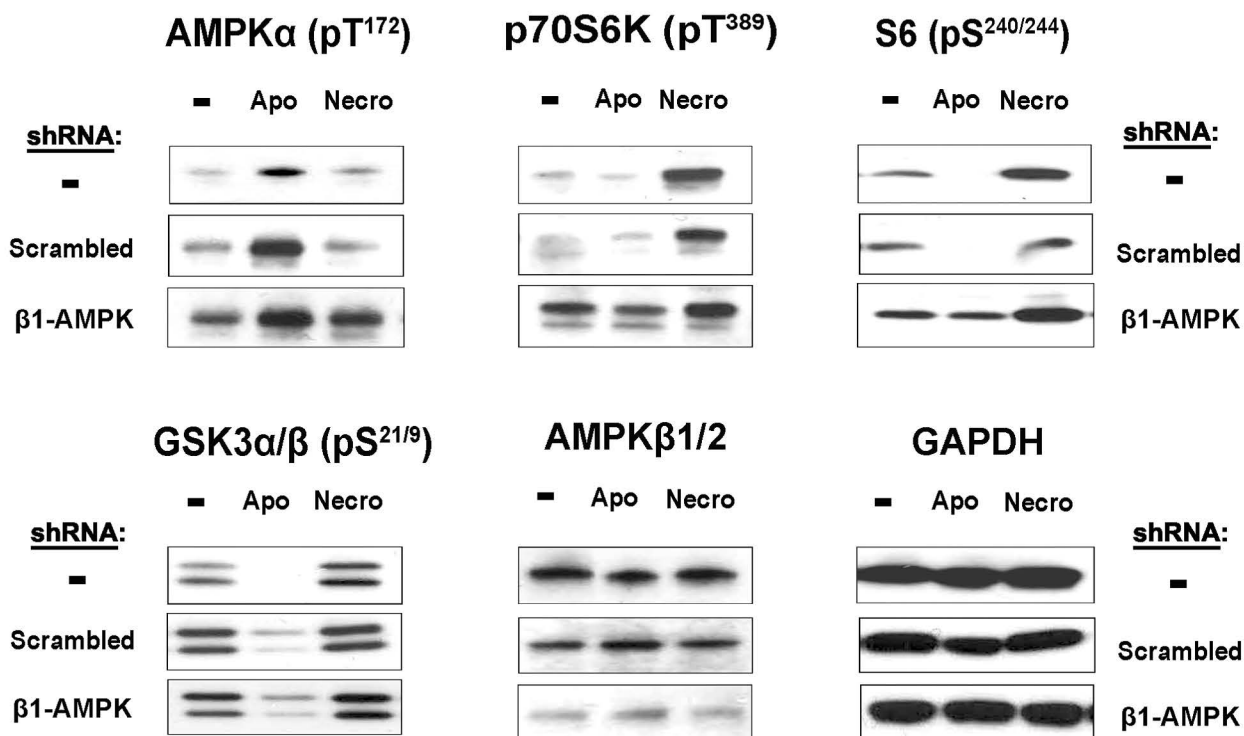 AMPKα (pT¹⁷²) p70S6K (pT³⁸⁹) S6 (pS²⁴⁰/²⁴⁴)
- Apo Necro - Apo Necro - Apo Necro
shRNA: shRNA:
- -
Scrambled Scrambled
β1-AMPK β1-AMPK
GSK3α/β (pS²¹/⁹) AMPKβ1/2 GAPDH
- Apo Necro - Apo Necro - Apo Necro
shRNA: shRNA:
- -
Scrambled Scrambled
β1-AMPK β1-AMPK